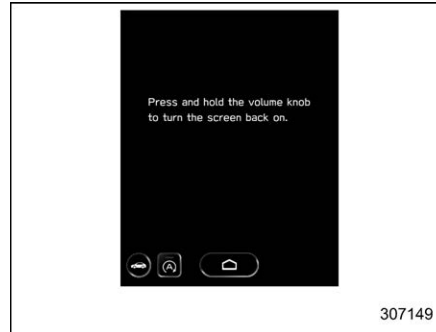 Press and hold the volume knob
to turn the screen back on.
A
307149